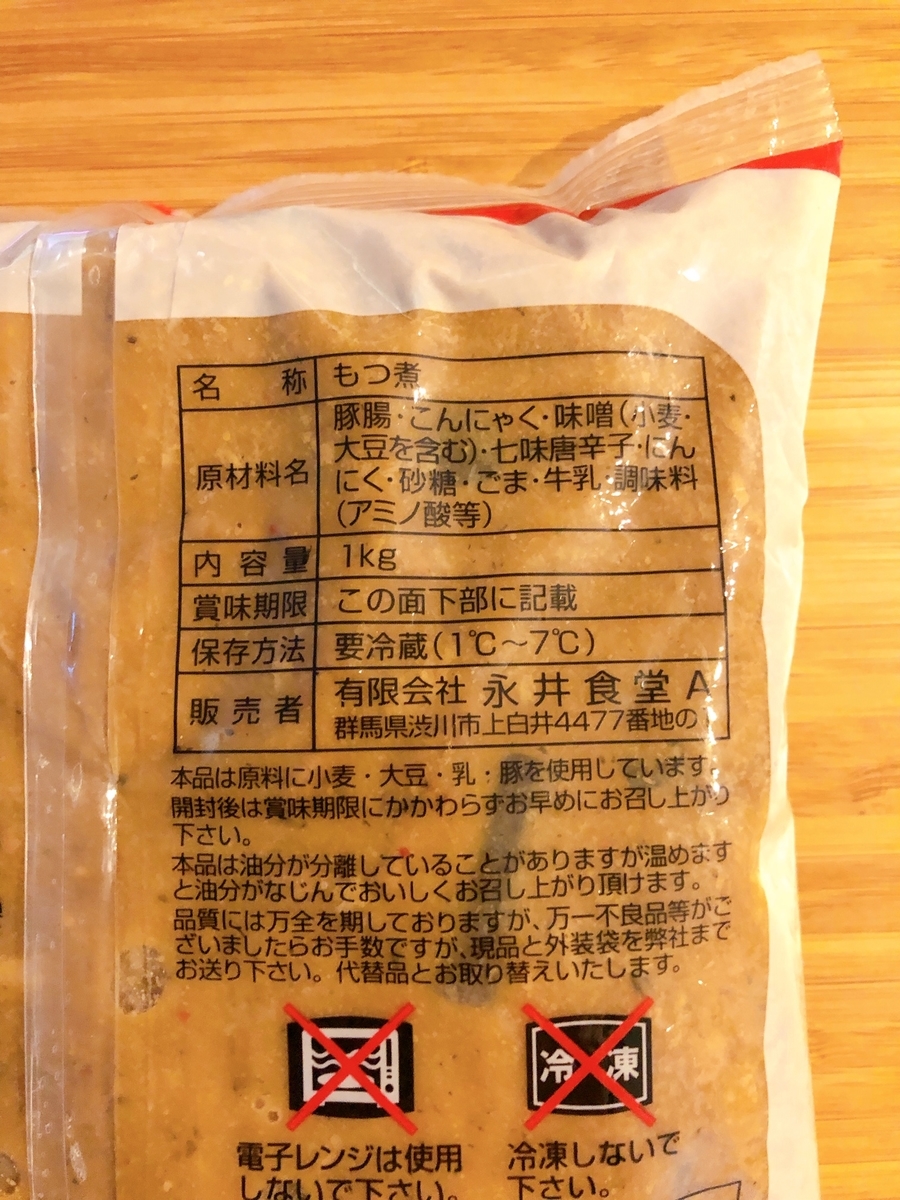 名称 もつ煮
原材料名 豚腸・こんにゃく・味噌(小麦・
大豆を含む)・七味唐辛子・にん
にく・砂糖・ごま・牛乳・調味料
(アミノ酸等)
内容量 1kg
賞味期限 この面下部に記載
保存方法 要冷蔵(1℃〜7℃)
販売者 有限会社 永井食堂 A
群馬県渋川市上白井4477番地の1
本品は原料に小麦・大豆・乳・豚を使用しています。
開封後は賞味期限にかかわらずお早めにお召し上がり
下さい。
本品は油分が分離していることがありますが温めます
と油分がなじんでおいしくお召し上がり頂けます。
品質には万全を期しておりますが、万一不良品等がご
ざいましたらお手数ですが、現品と外装袋を弊社まで
お送り下さい。代替品とお取り替えいたします。
冷凍
電子レンジは使用
しないで下さい。
冷凍しないで
下さい。